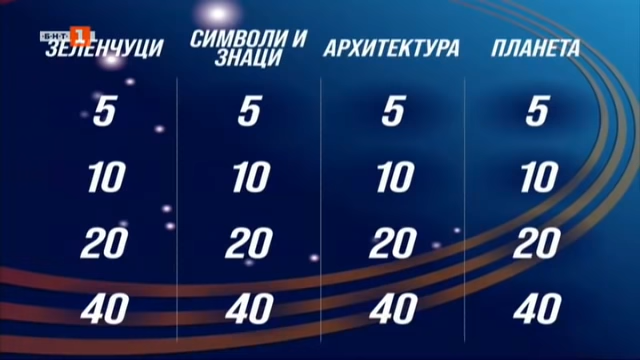 БНТ 1
ЗЕЛЕНЧУЦИ
СИМВОЛИ И
ЗНАЦИ
АРХИТЕКТУРА
ПЛАНЕТА
5 5 5 5
10 10 10 10
20 20 20 20
40 40 40 40